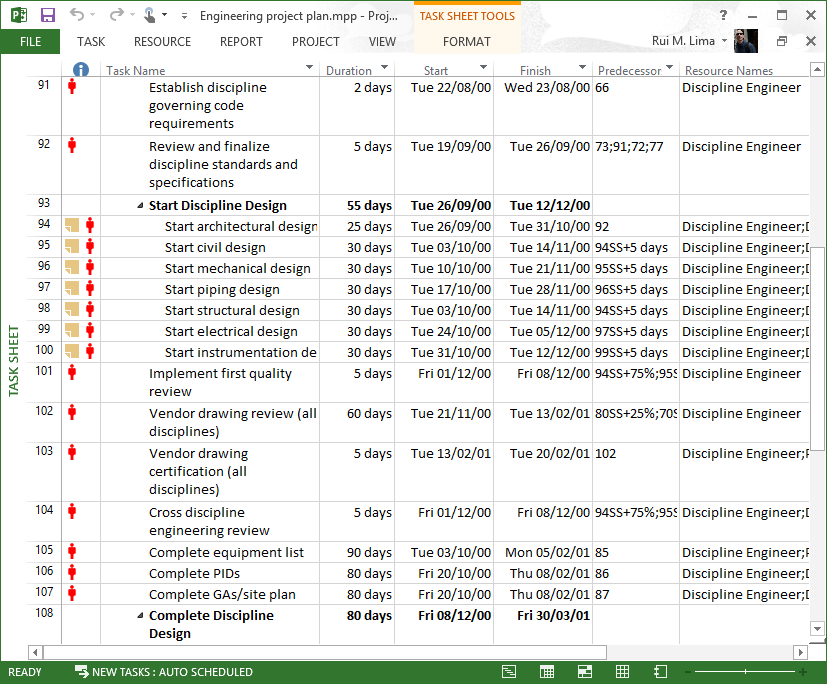 Engineering project plan.mpp - Proj...
TASK SHEET TOOLS
?
FILE TASK RESOURCE REPORT PROJECT VIEW FORMAT Rui M. Lima
Task Name Duration Start Finish Predecessor Resource Names
91 Establish discipline 2 days Tue 22/08/00 Wed 23/08/00 66 Discipline Engineer
governing code
requirements
92 Review and finalize 5 days Tue 19/09/00 Tue 26/09/00 73;91;72;77 Discipline Engineer
discipline standards and
specifications
93 Start Discipline Design 55 days Tue 26/09/00 Tue 12/12/00
94 Start architectural design 25 days Tue 26/09/00 Tue 31/10/00 92 Discipline Engineer;D
95 Start civil design 30 days Tue 03/10/00 Tue 14/11/00 94SS+5 days Discipline Engineer;D
96 Start mechanical design 30 days Tue 10/10/00 Tue 21/11/00 95SS+5 days Discipline Engineer;D
97 Start piping design 30 days Tue 17/10/00 Tue 28/11/00 96SS+5 days Discipline Engineer;D
98 Start structural design 30 days Tue 03/10/00 Tue 14/11/00 94SS+5 days Discipline Engineer;D
99 Start electrical design 30 days Tue 24/10/00 Tue 05/12/00 97SS+5 days Discipline Engineer;D
100 Start instrumentation de 30 days Tue 31/10/00 Tue 12/12/00 99SS+5 days Discipline Engineer;D
101 Implement first quality 5 days Fri 01/12/00 Fri 08/12/00 94SS+75%;95S Discipline Engineer
review
102 Vendor drawing review (all 60 days Tue 21/11/00 Tue 13/02/01 80SS+25%;70S Discipline Engineer
disciplines)
103 Vendor drawing 5 days Tue 13/02/01 Tue 20/02/01 102 Discipline Engineer;P
certification (all
disciplines)
104 Cross discipline 5 days Fri 01/12/00 Fri 08/12/00 94SS+75%;95S Discipline Engineer;D
engineering review
105 Complete equipment list 90 days Tue 03/10/00 Mon 05/02/01 85 Discipline Engineer;P
106 Complete PIDs 80 days Fri 20/10/00 Thu 08/02/01 86 Discipline Engineer;D
107 Complete GAs/site plan 80 days Fri 20/10/00 Thu 08/02/01 87 Discipline Engineer;D
108 Complete Discipline 80 days Fri 08/12/00 Fri 30/03/01
Design
TASK SHEET
READY NEW TASKS : AUTO SCHEDULED